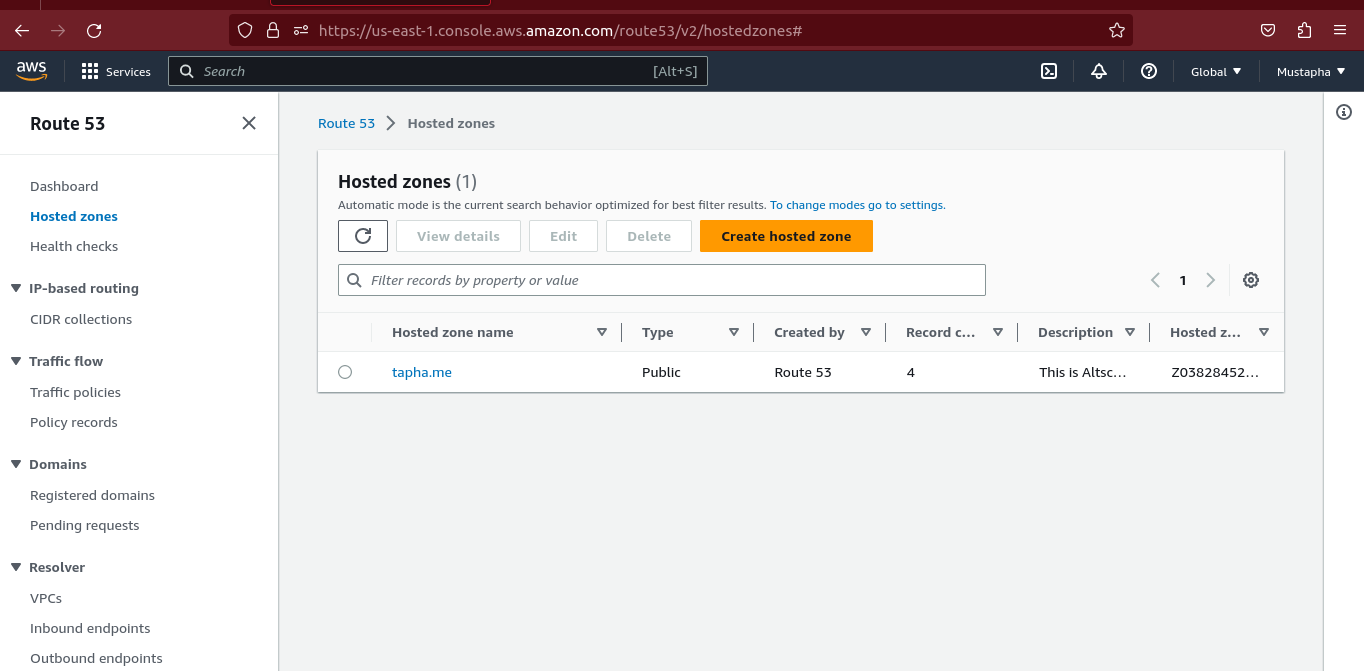 https://us-east-1.console.aws.amazon.com/route53/v2/hostedzones#
aws Services Search [Alt+S] Global Mustapha
Route 53
Dashboard
Hosted zones
Health checks
IP-based routing
CIDR collections
Traffic flow
Traffic policies
Policy records
Domains
Registered domains
Pending requests
Resolver
VPCs
Inbound endpoints
Outbound endpoints
Route 53 Hosted zones
Hosted zones (1)
Automatic mode is the current search behavior optimized for best filter results. To change modes go to settings.
View details Edit Delete Create hosted zone
Filter records by property or value 1
Hosted zone name Type Created by Record c... Description Hosted z...
tapha.me Public Route 53 4 This is Altsc... Z03828452...